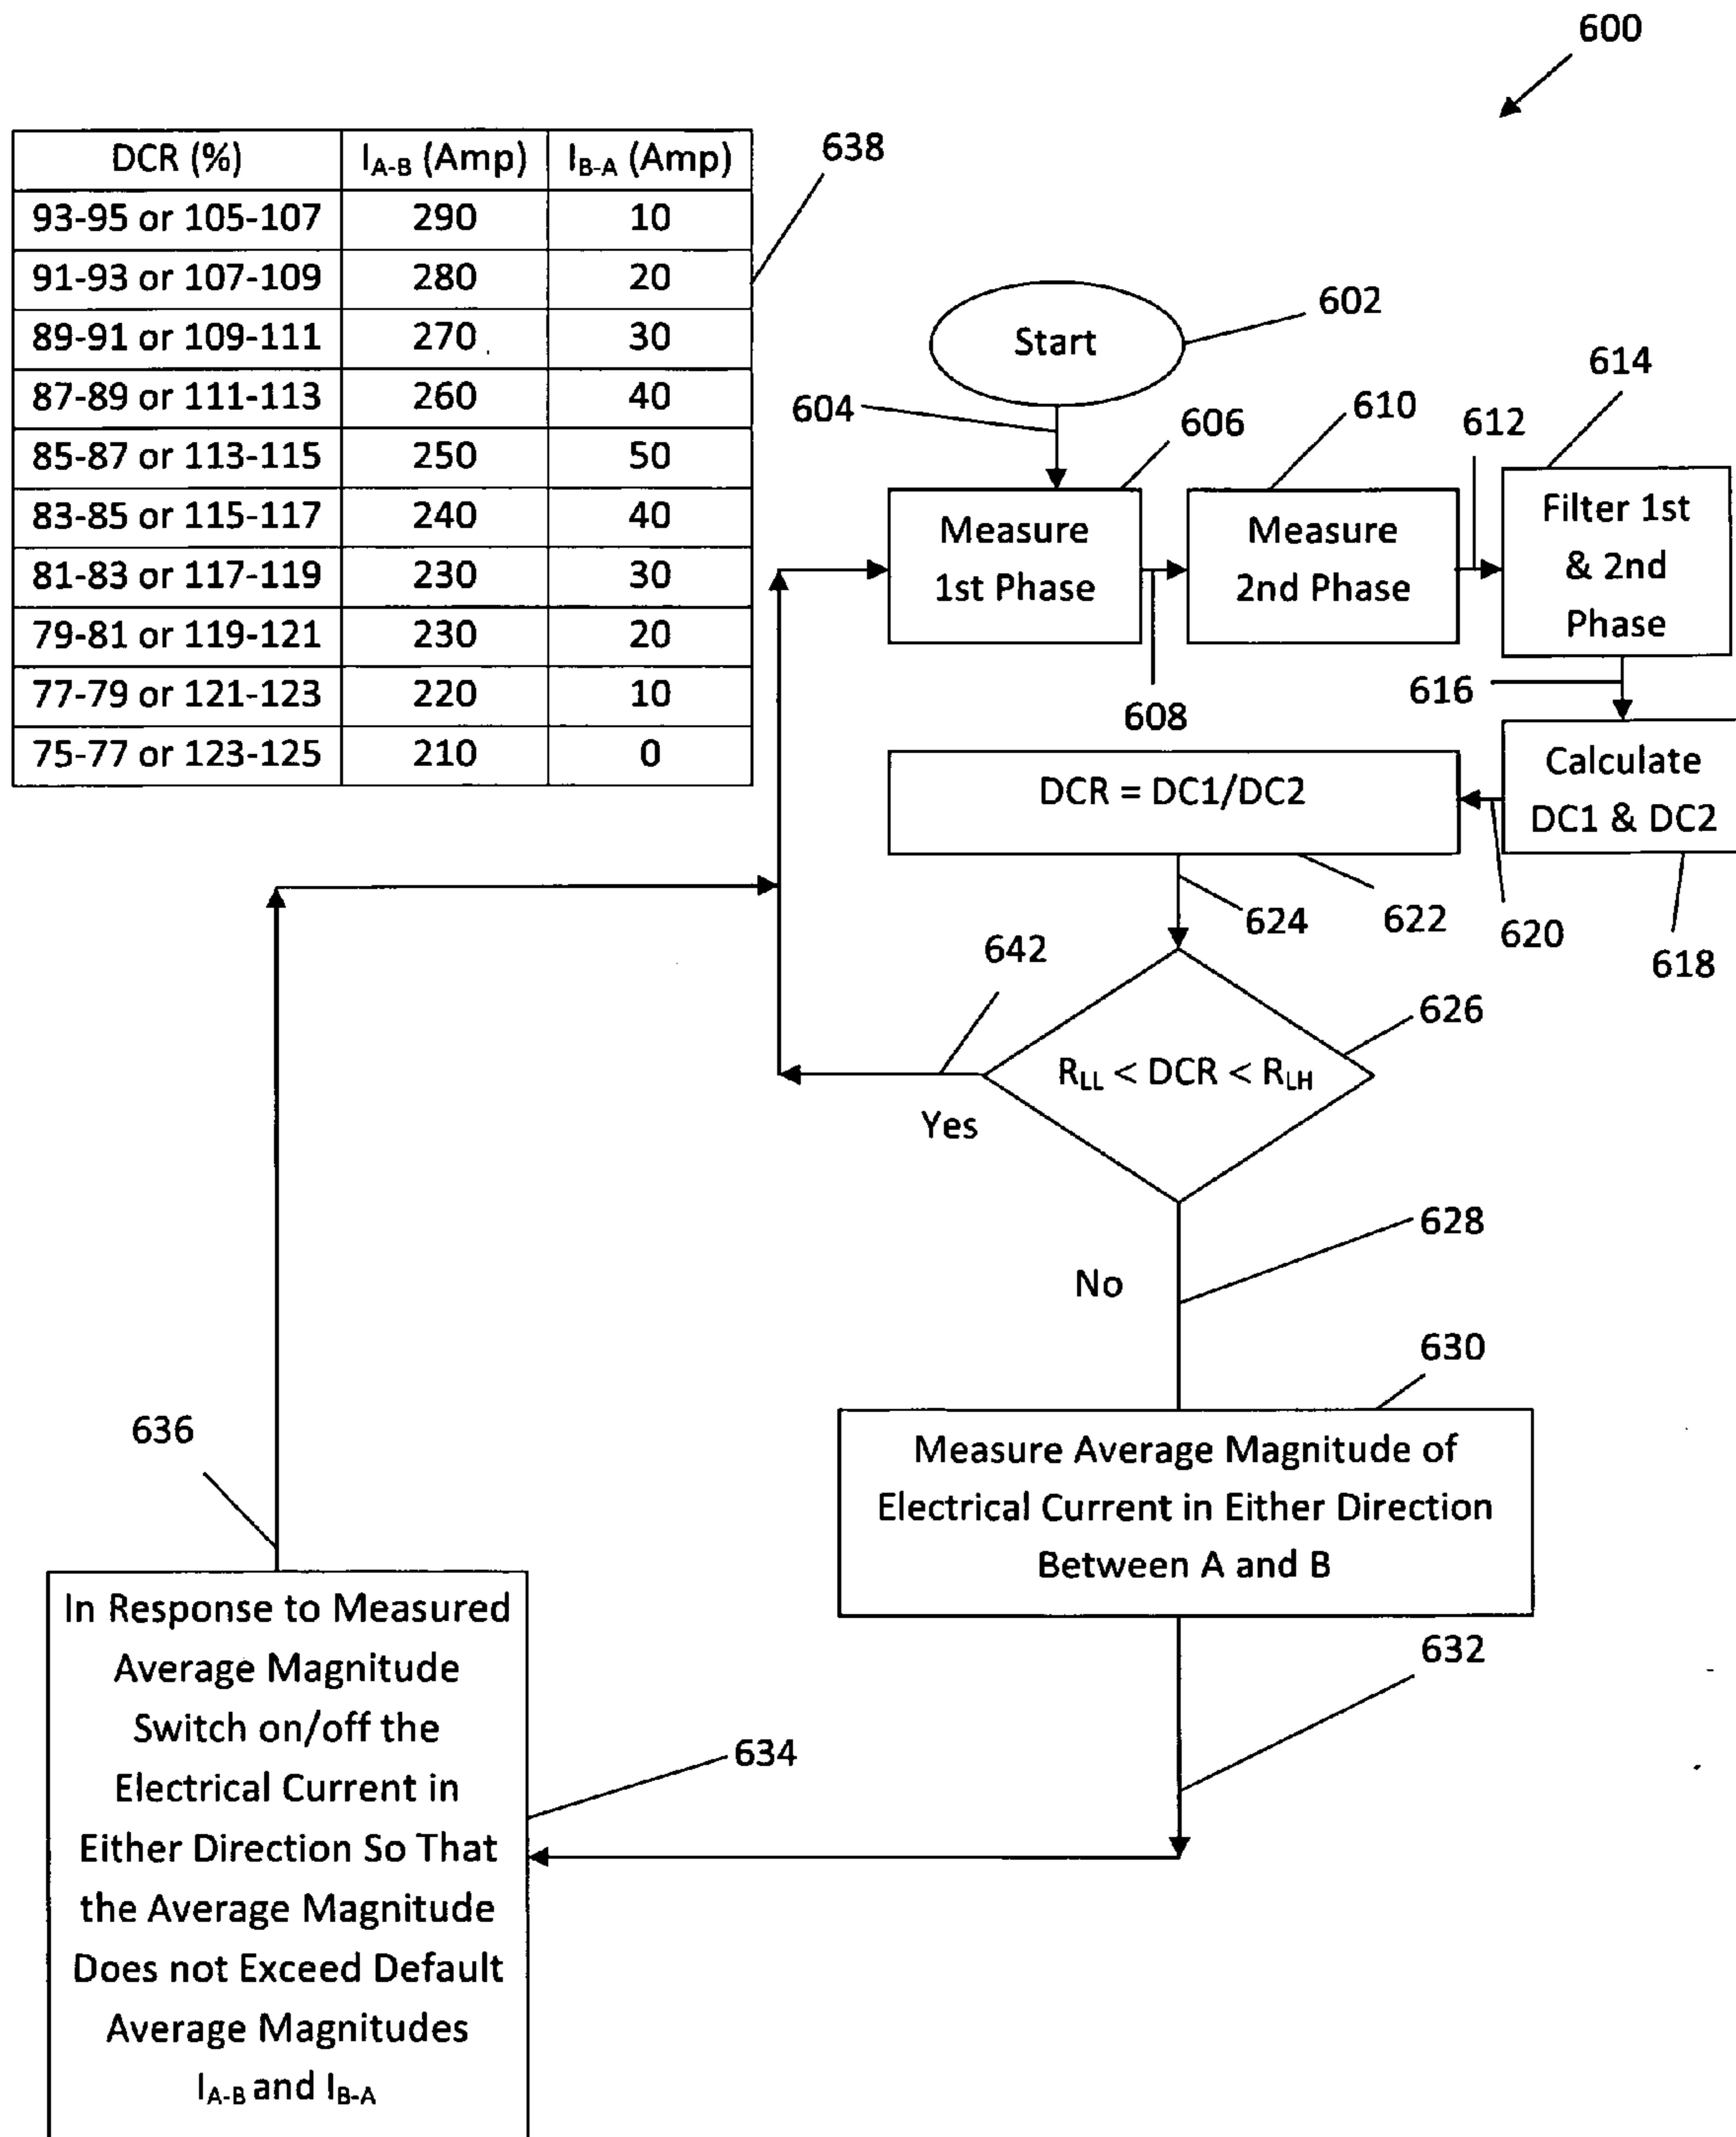 600
DCR (%) I_A-B (Amp) I_B-A (Amp)
93-95 or 105-107 290 10
91-93 or 107-109 280 20
89-91 or 109-111 270 30
87-89 or 111-113 260 40
85-87 or 113-115 250 50
83-85 or 115-117 240 40
81-83 or 117-119 230 30
79-81 or 119-121 230 20
77-79 or 121-123 220 10
75-77 or 123-125 210 0
638
Start
602
604
606
610
612
614
Measure
1st Phase
Measure
2nd Phase
Filter 1st
& 2nd
Phase
608
616
DCR = DC1/DC2
Calculate
DC1 & DC2
624
622
620
618
642
626
R_LL < DCR < R_LH
Yes
628
No
630
Measure Average Magnitude of
Electrical Current in Either Direction
Between A and B
632
636
In Response to Measured
Average Magnitude
Switch on/off the
Electrical Current in
Either Direction So That
the Average Magnitude
Does not Exceed Default
Average Magnitudes
I_A-B and I_B-A
634